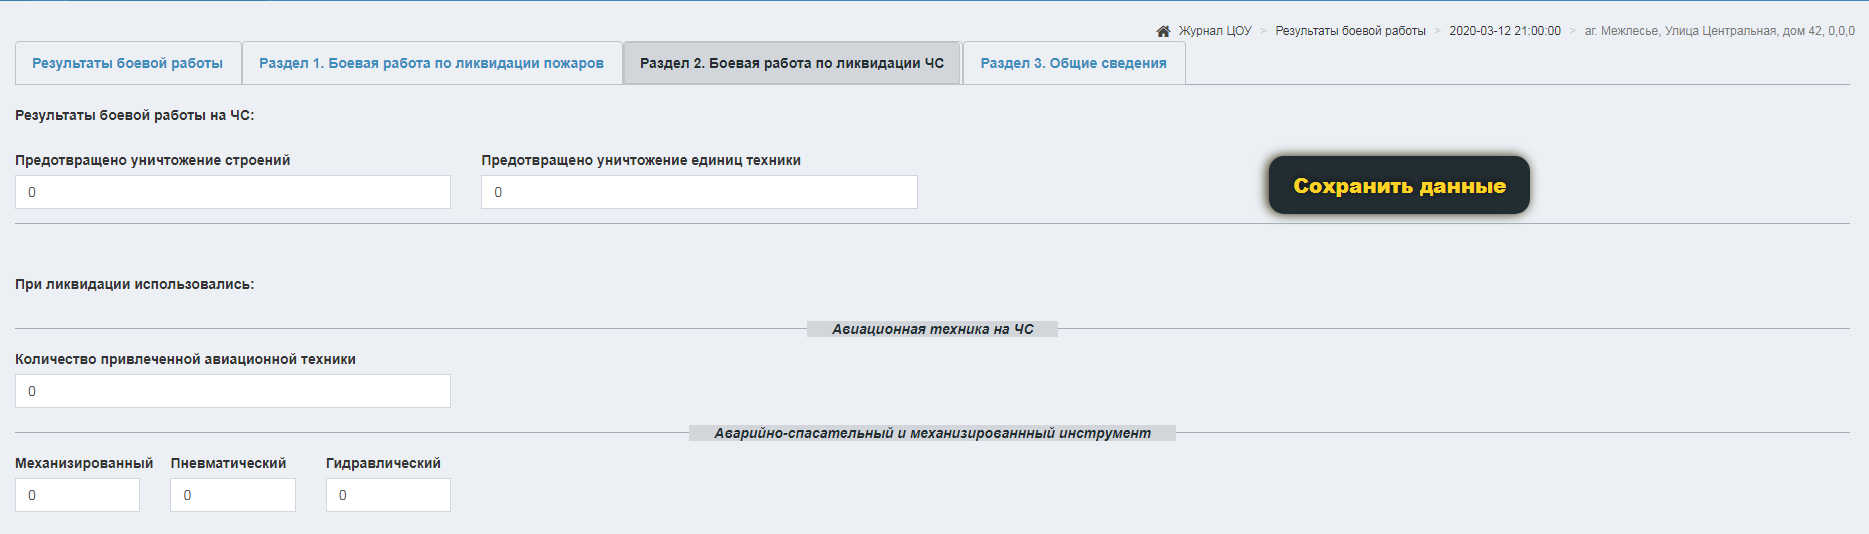 Журнал ЦОУ > Результаты боевой работы > 2020-03-12 21:00:00 > аг. Межлесье, Улица Центральная, дом 42, 0,0,0
Результаты боевой работы Раздел 1. Боевая работа по ликвидации пожаров Раздел 2. Боевая работа по ликвидации ЧС Раздел 3. Общие сведения
Результаты боевой работы на ЧС:
Предотвращено уничтожение строений Предотвращено уничтожение единиц техники
0 0
Сохранить данные
При ликвидации использовались:
Авиационная техника на ЧС
Количество привлеченной авиационной техники
0
Аварийно-спасательный и механизированнный инструмент
Механизированный Пневматический Гидравлический
0 0 0